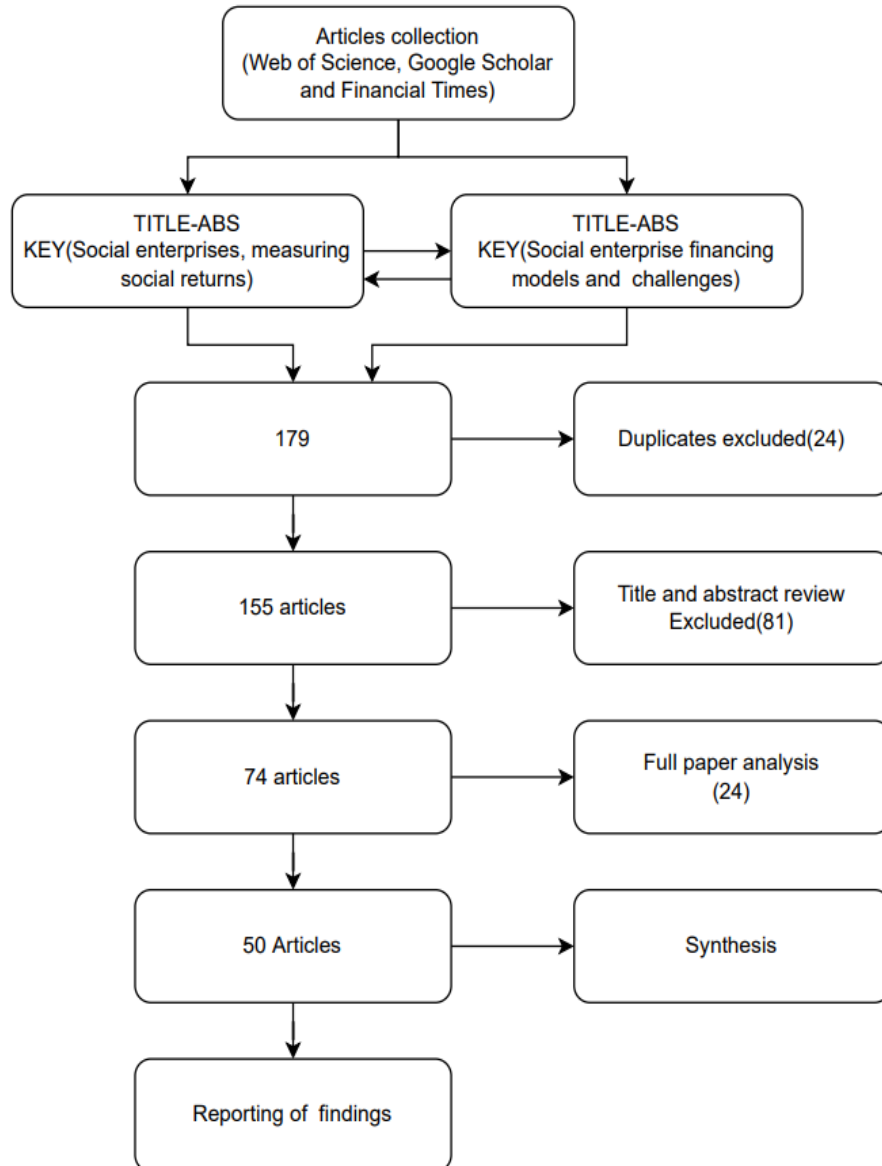 Articles collection
(Web of Science, Google Scholar
and Financial Times)
TITLE-ABS
KEY(Social enterprises, measuring
social returns)
TITLE-ABS
KEY(Social enterprise financing
models and challenges)
179
Duplicates excluded(24)
155 articles
Title and abstract review
Excluded(81)
74 articles
Full paper analysis
(24)
50 Articles
Synthesis
Reporting of findings